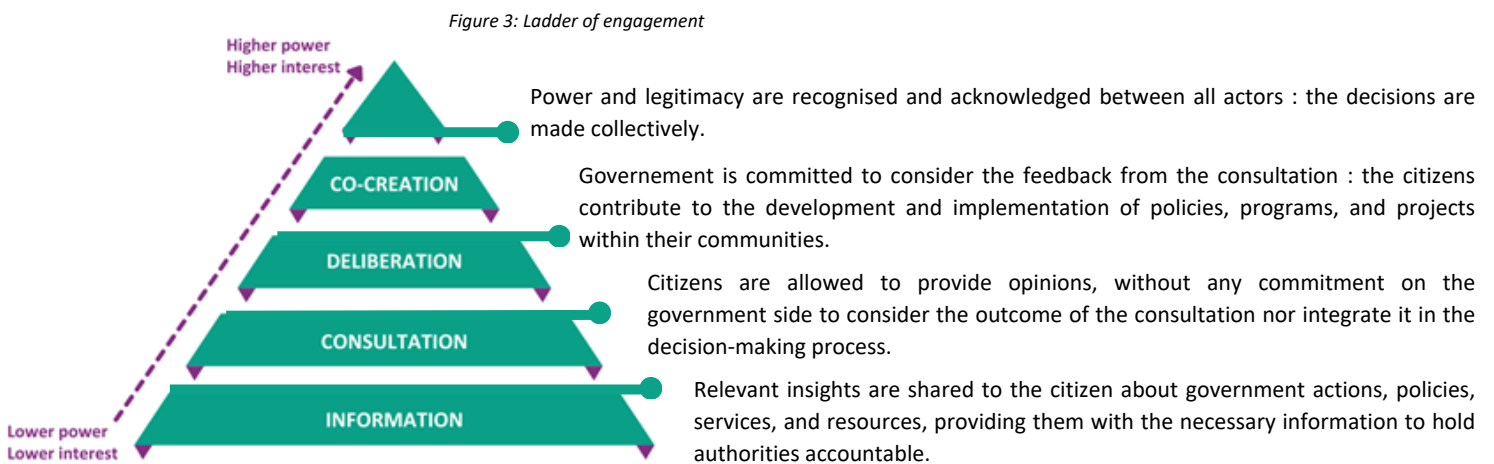 Figure 3: Ladder of engagement
Higher power
Higher interest
Power and legitimacy are recognised and acknowledged between all actors : the decisions are
made collectively.
CO-CREATION
Governement is committed to consider the feedback from the consultation : the citizens
contribute to the development and implementation of policies, programs, and projects
within their communities.
DELIBERATION
Citizens are allowed to provide opinions, without any commitment on the
government side to consider the outcome of the consultation nor integrate it in the
decision-making process.
CONSULTATION
Relevant insights are shared to the citizen about government actions, policies,
services, and resources, providing them with the necessary information to hold
authorities accountable.
INFORMATION
Lower power
Lower interest